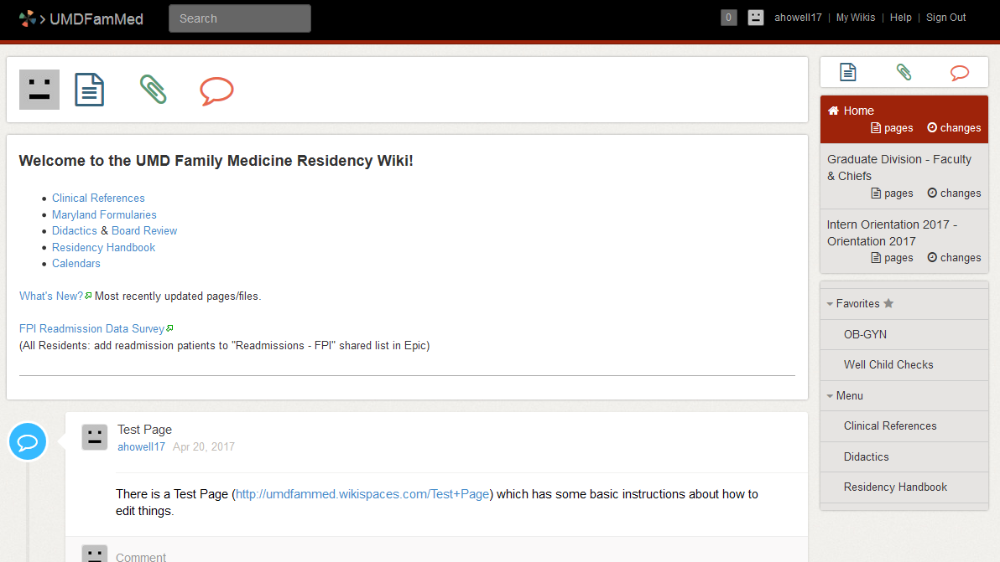 UMDFamMed
Search
0 ahowell17 | My Wikis | Help | Sign Out
Welcome to the UMD Family Medicine Residency Wiki!
Clinical References
Maryland Formularies
Didactics & Board Review
Residency Handbook
Calendars
What's New? Most recently updated pages/files.
FPI Readmission Data Survey
(All Residents: add readmission patients to "Readmissions - FPI" shared list in Epic)
Test Page
ahowell17 Apr 20, 2017
There is a Test Page (http://umdfammed.wikispaces.com/Test+Page) which has some basic instructions about how to
edit things.
Comment
Home
pages changes
Graduate Division - Faculty
& Chiefs
pages changes
Intern Orientation 2017 -
Orientation 2017
pages changes
Favorites
OB-GYN
Well Child Checks
Menu
Clinical References
Didactics
Residency Handbook